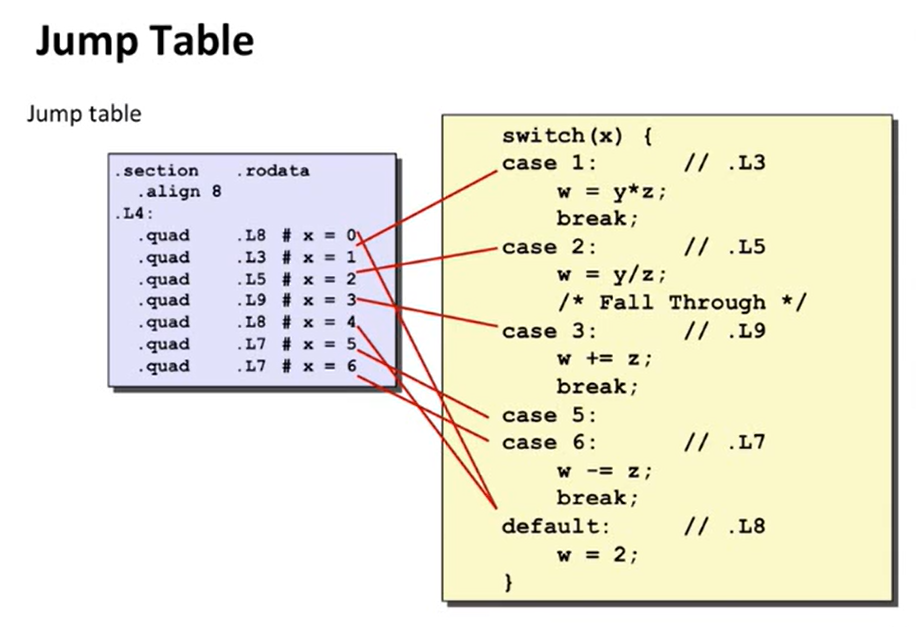 Jump Table
Jump table
.section .rodata
.align 8
.L4:
.quad .L8 # x = 0
.quad .L3 # x = 1
.quad .L5 # x = 2
.quad .L9 # x = 3
.quad .L8 # x = 4
.quad .L7 # x = 5
.quad .L7 # x = 6
switch(x) {
case 1: // .L3
w = y*z;
break;
case 2: // .L5
w = y/z;
/* Fall Through */
case 3: // .L9
w += z;
break;
case 5:
case 6: // .L7
w -= z;
break;
default: // .L8
w = 2;
}